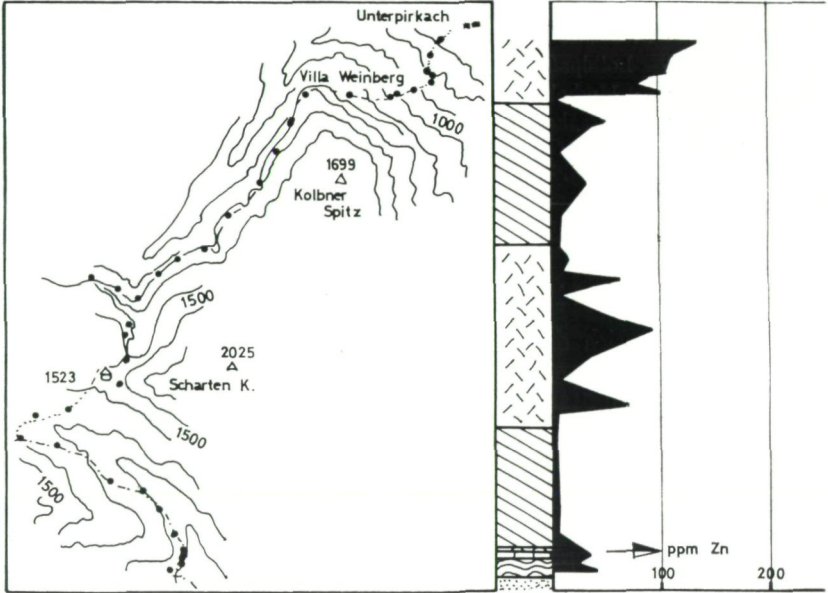 Unterpirkach
Villa Weinberg
1000
1699
Kolbner
Spitz
1500
2025
1523
Scharten K.
1500
1500
ppm Zn
100
200